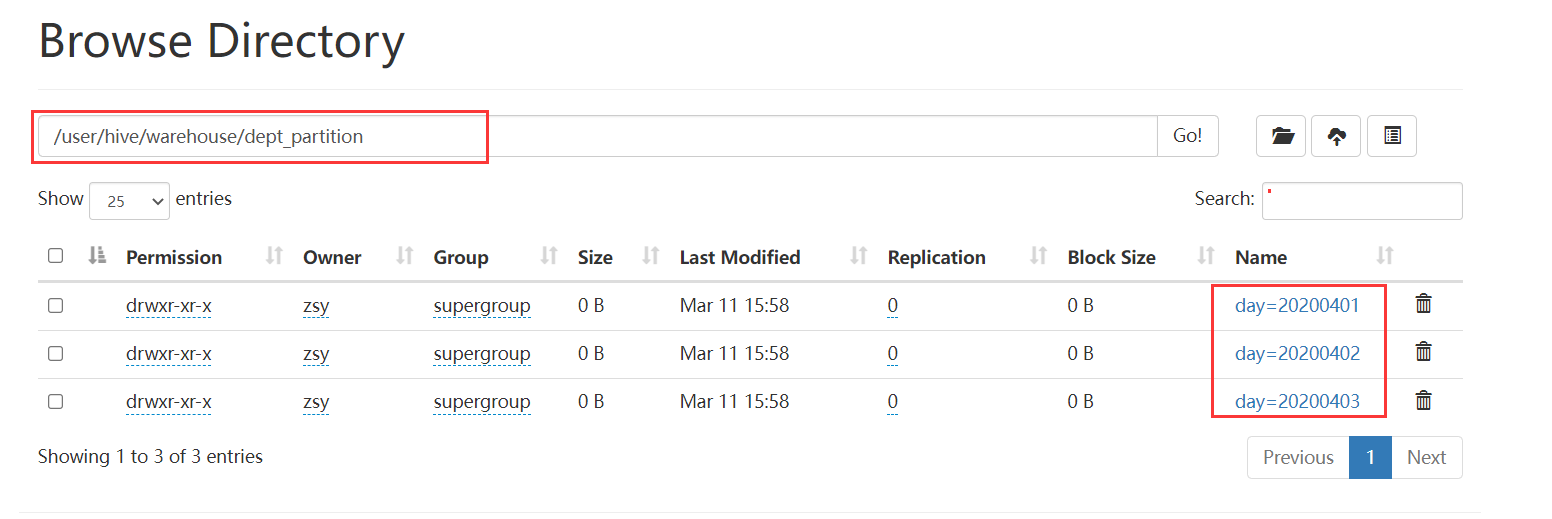 Browse Directory
/user/hive/warehouse/dept_partition Go!
Show 25 entries Search:
Permission Owner Group Size Last Modified Replication Block Size Name
drwxr-xr-x zsy supergroup 0 B Mar 11 15:58 0 0 B day=20200401
drwxr-xr-x zsy supergroup 0 B Mar 11 15:58 0 0 B day=20200402
drwxr-xr-x zsy supergroup 0 B Mar 11 15:58 0 0 B day=20200403
Showing 1 to 3 of 3 entries Previous 1 Next